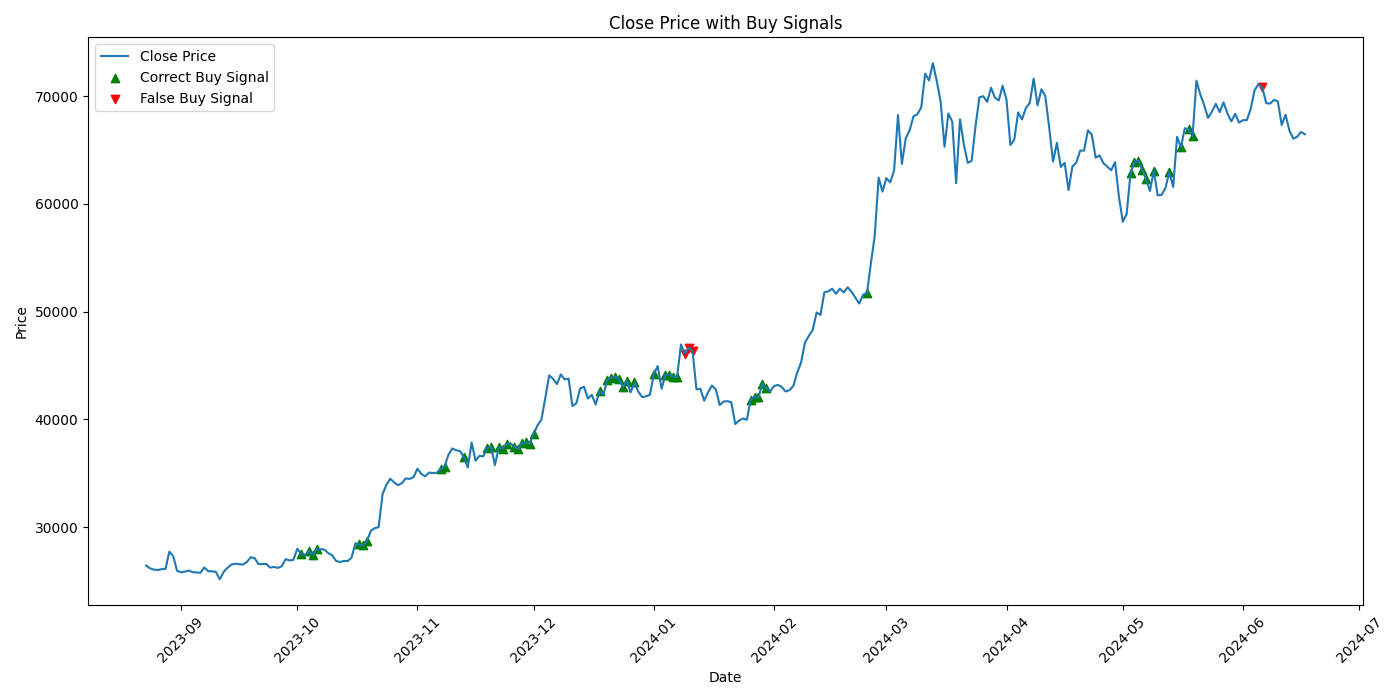 Close Price with Buy Signals
Close Price
Correct Buy Signal
False Buy Signal
Price
70000
60000
50000
40000
30000
2023-09
2023-10
2023-11
2023-12
2024-01
2024-02
2024-03
2024-04
2024-05
2024-06
2024-07
Date